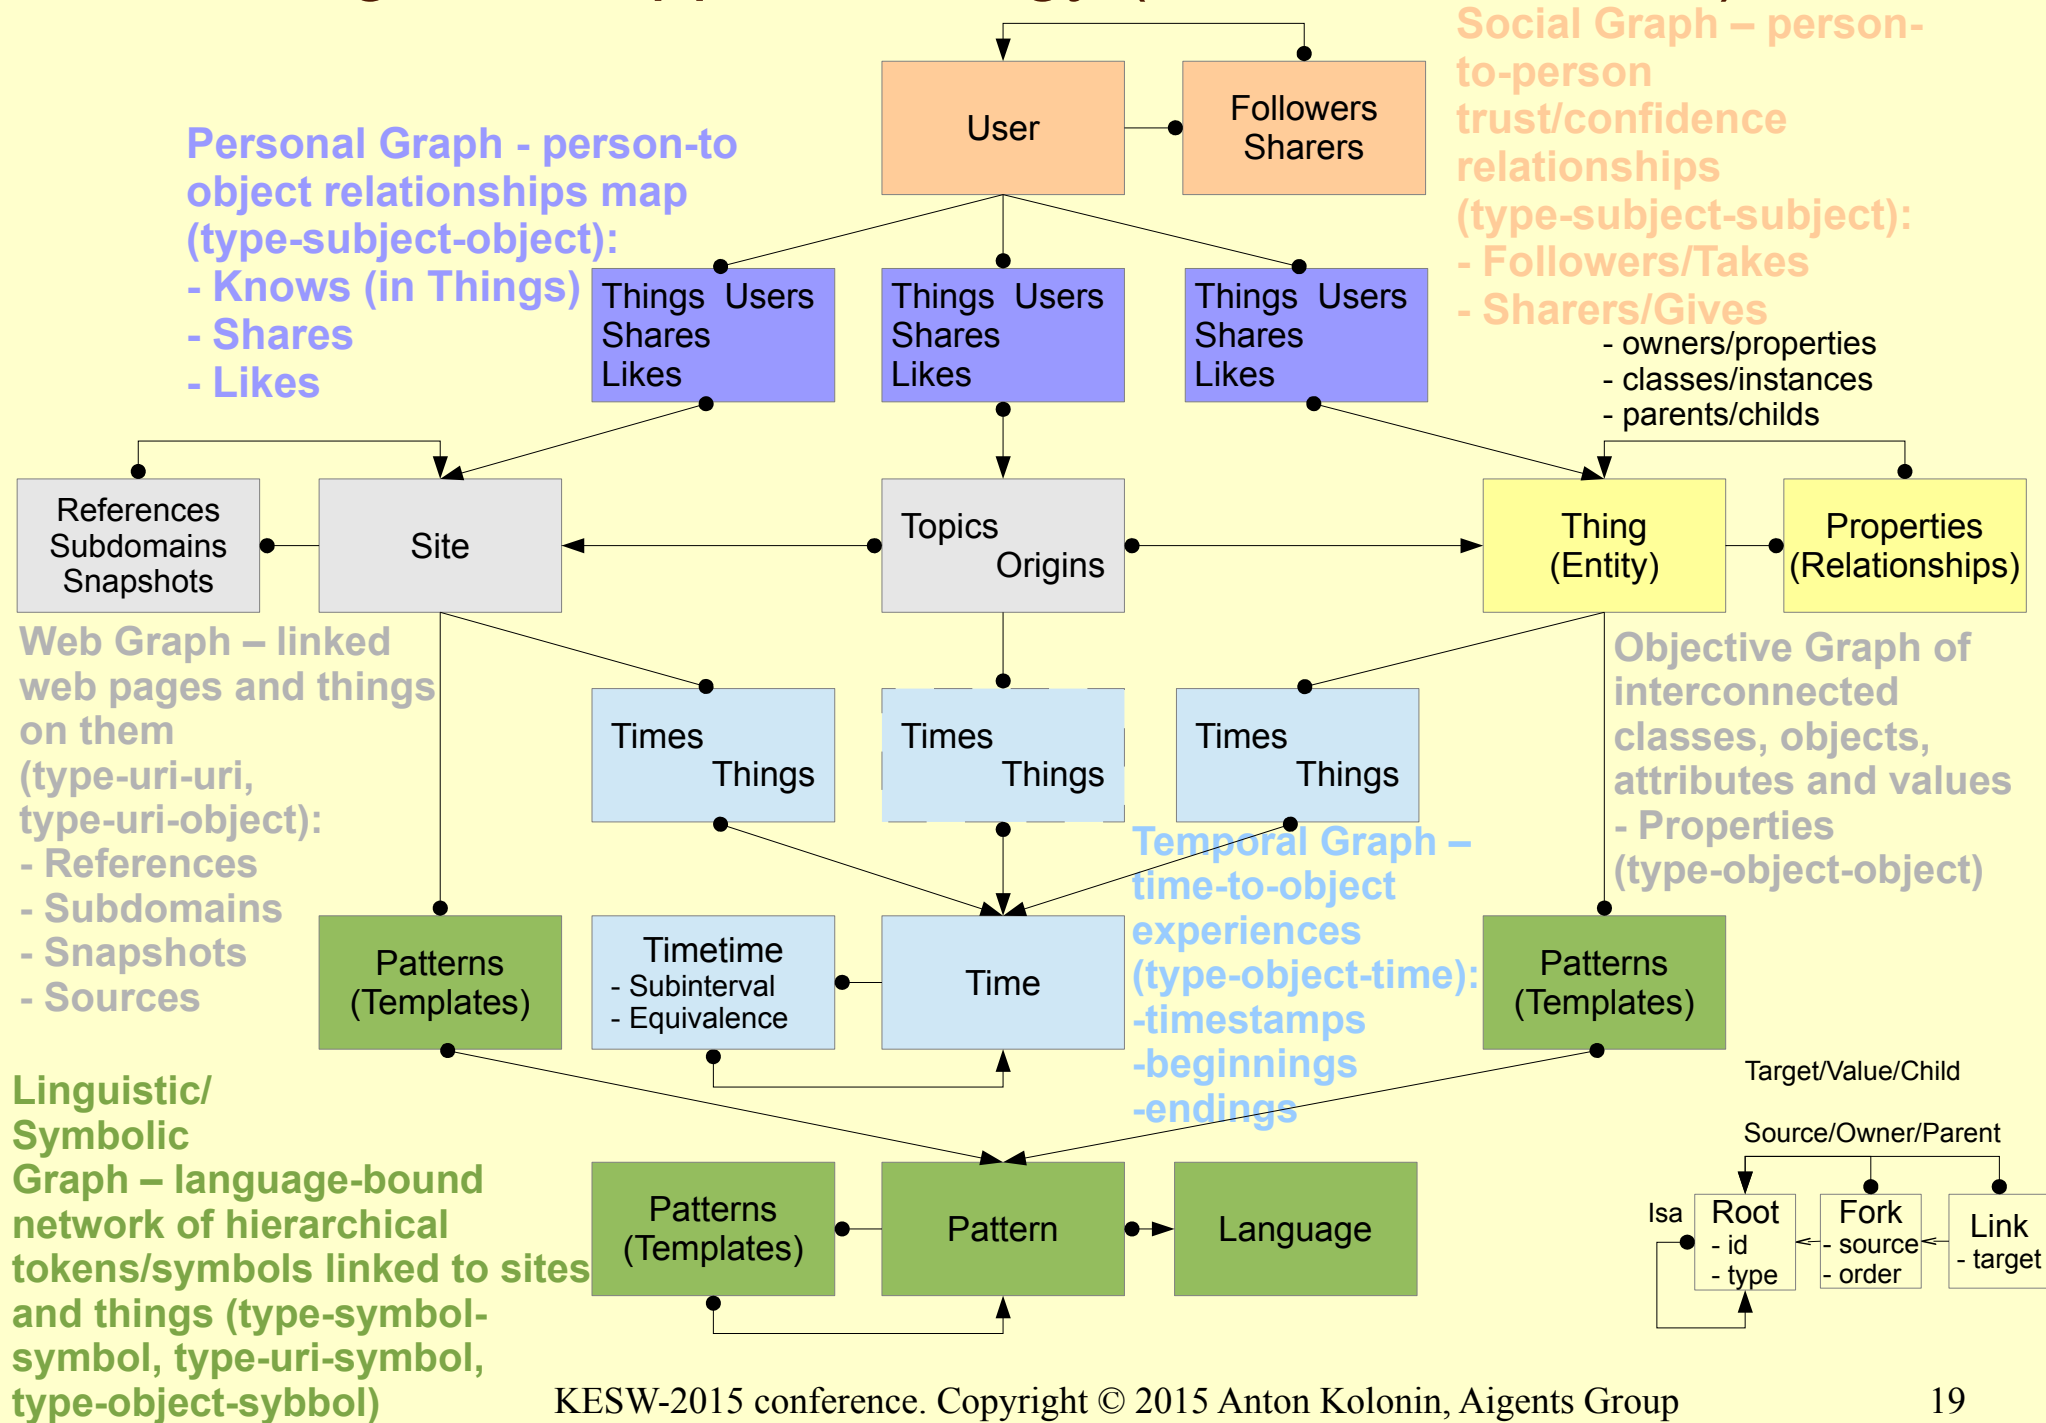 Social Graph – person-
to-person
trust/confidence
relationships
(type-subject-subject):
- Followers/Takes
- Sharers/Gives
User
Followers
Sharers
Personal Graph - person-to
object relationships map
(type-subject-object):
- Knows (in Things)
- Shares
- Likes
Things Users
Shares
Likes
Things Users
Shares
Likes
Things Users
Shares
Likes
- owners/properties
- classes/instances
- parents/childs
References
Subdomains
Snapshots
Site
Topics
Origins
Thing
(Entity)
Properties
(Relationships)
Web Graph – linked
web pages and things
on them
(type-uri-uri,
type-uri-object):
- References
- Subdomains
- Snapshots
- Sources
Times
Things
Times
Things
Times
Things
Objective Graph of
interconnected
classes, objects,
attributes and values
- Properties
(type-object-object)
Temporal Graph –
time-to-object
experiences
(type-object-time):
-timestamps
-beginnings
-endings
Patterns
(Templates)
Timetime
- Subinterval
- Equivalence
Time
Patterns
(Templates)
Linguistic/
Symbolic
Graph – language-bound
network of hierarchical
tokens/symbols linked to sites
and things (type-symbol-
symbol, type-uri-symbol,
type-object-sybbol)
Patterns
(Templates)
Pattern
Language
Target/Value/Child
Source/Owner/Parent
Isa
Root
- id
- type
Fork
- source
- order
Link
- target
KESW-2015 conference. Copyright © 2015 Anton Kolonin, Aigents Group
19